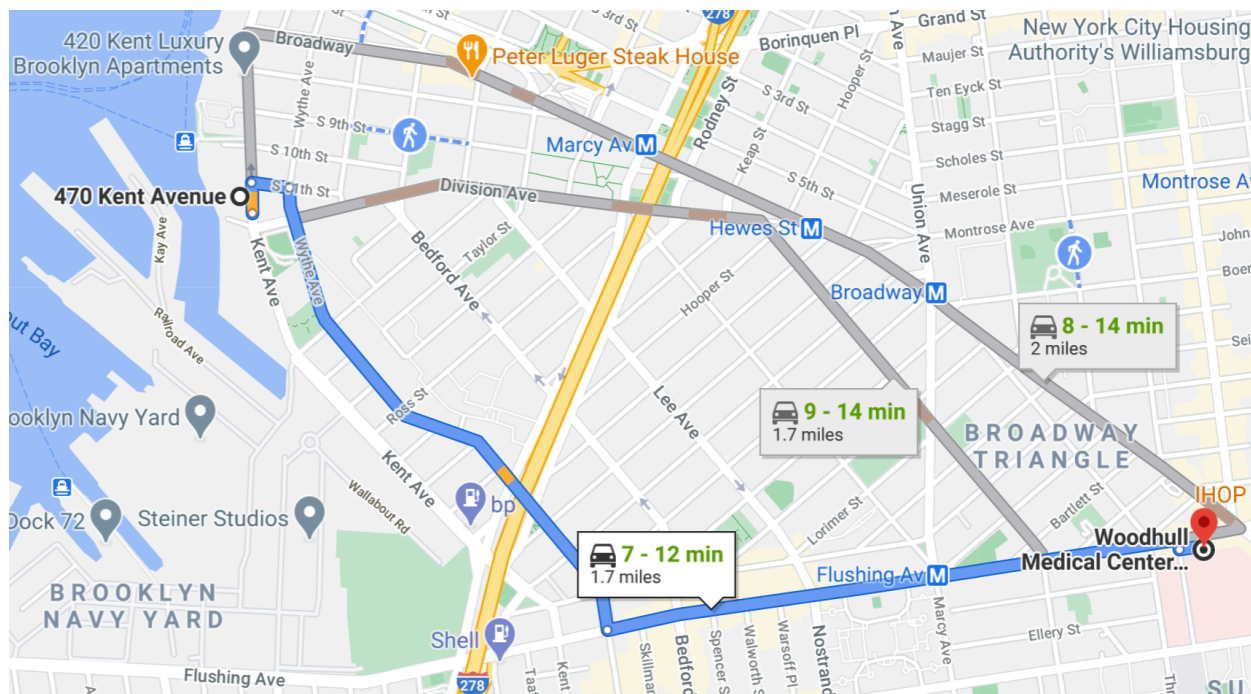 278
Grand St
New York City Housing
Authority's Williamsburg
420 Kent Luxury
Brooklyn Apartments
Broadway
Borinquen Pl
Maujer St
Peter Luger Steak House
Wythe Ave
S 3rd St
S 3rd St
Hooper St
Ten Eyck St
Rodney St
S 9th St
Stagg St
Marcy Av M
Keap St
S 10th St
Scholes St
S 5th St
Montrose
470 Kent Avenue
Division Ave
Meserole St
Union Ave
Hewes St M
Montrose Ave
Kay Ave
Kent Ave
Wythe Ave
Bedford Ave
Taylor St
Hooper St
Broadway M
Railroad Ave
8 - 14 min
2 miles
Ross St
Lee Ave
9 - 14 min
1.7 miles
BROADWAY
TRIANGLE
Kent Ave
Wallabout Rd
bp
Lorimer St
Bartlett St
IHOP
Dock 72
Steiner Studios
7 - 12 min
1.7 miles
Woodhull
Medical Center...
Flushing Av M
BROOKLYN
NAVY YARD
Marcy Ave
Ellery St
Shell
Flushing Ave
278
Kent
Skillman
Bedford
Spencer S
Walworth S
Warsoff Pl
Nostrand